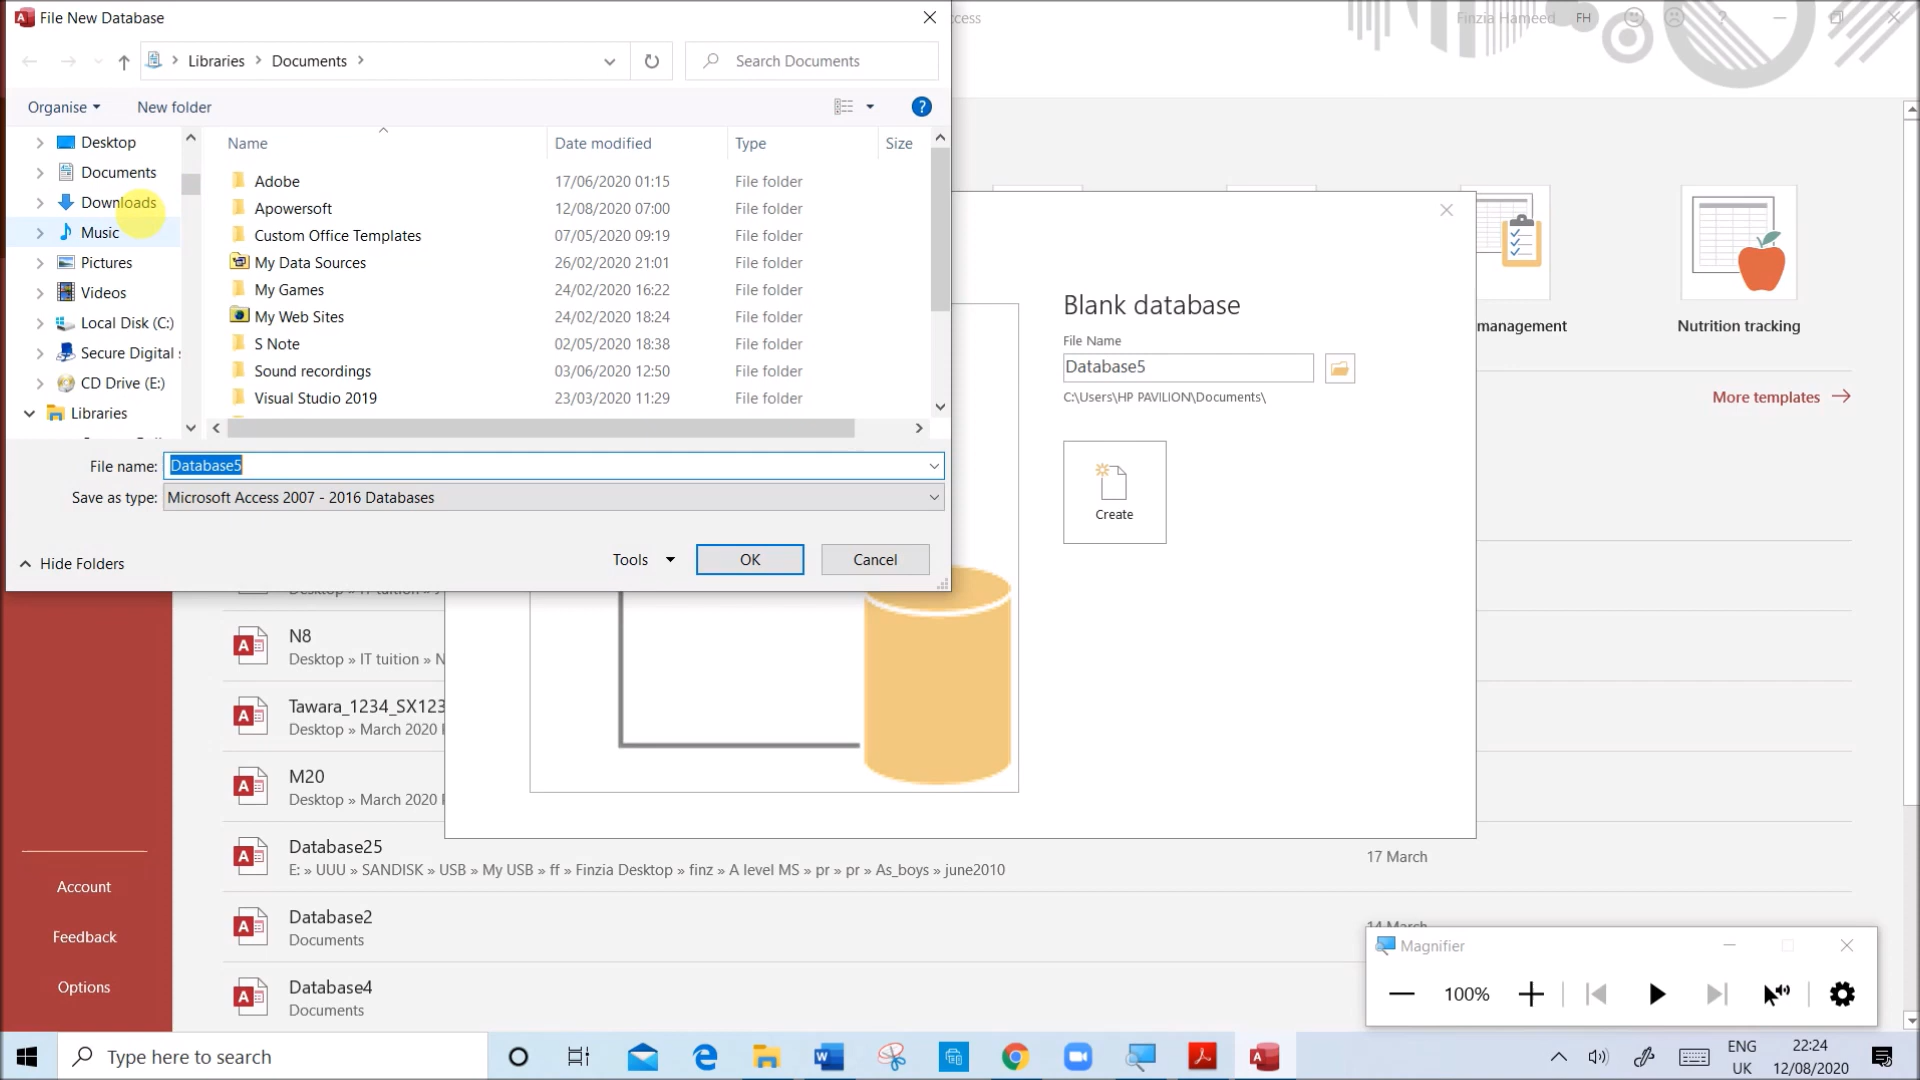 File New Database
ccess
Finzia Hameed FH
Libraries
Documents
Search Documents
Organise
New folder
Name
Date modified
Type
Size
Desktop
Documents
Downloads
Music
Pictures
Videos
Local Disk (C:)
Secure Digital
CD Drive (E:)
Libraries
Adobe 17/06/2020 01:15 File folder
Apowersoft 12/08/2020 07:00 File folder
Custom Office Templates 07/05/2020 09:19 File folder
My Data Sources 26/02/2020 21:01 File folder
My Games 24/02/2020 16:22 File folder
My Web Sites 24/02/2020 18:24 File folder
S Note 02/05/2020 18:38 File folder
Sound recordings 03/06/2020 12:50 File folder
Visual Studio 2019 23/03/2020 11:29 File folder
File name: Database5
Save as type: Microsoft Access 2007 - 2016 Databases
Hide Folders
Tools
OK
Cancel
Blank database
File Name
Database5
C:\Users\HP PAVILION\Documents\
Create
management
Nutrition tracking
More templates
N8
Desktop » IT tuition » N
Tawara_1234_SX123
Desktop » March 2020
M20
Desktop » March 2020
Database25
E: » UUU » SANDISK » USB » My USB » ff » Finzia Desktop » finz » A level MS » pr » pr » As_boys » june2010
17 March
Database2
Documents
14 March
Database4
Documents
Account
Feedback
Options
Magnifier
100%
Type here to search
ENG
UK
22:24
12/08/2020